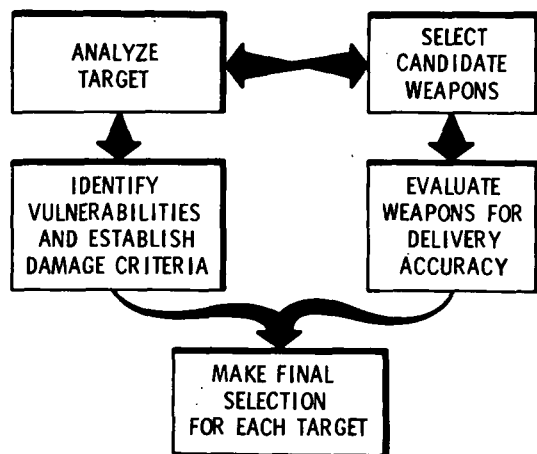 ANALYZE
TARGET
SELECT
CANDIDATE
WEAPONS
IDENTIFY
VULNERABILITIES
AND ESTABLISH
DAMAGE CRITERIA
EVALUATE
WEAPONS FOR
DELIVERY
ACCURACY
MAKE FINAL
SELECTION
FOR EACH TARGET